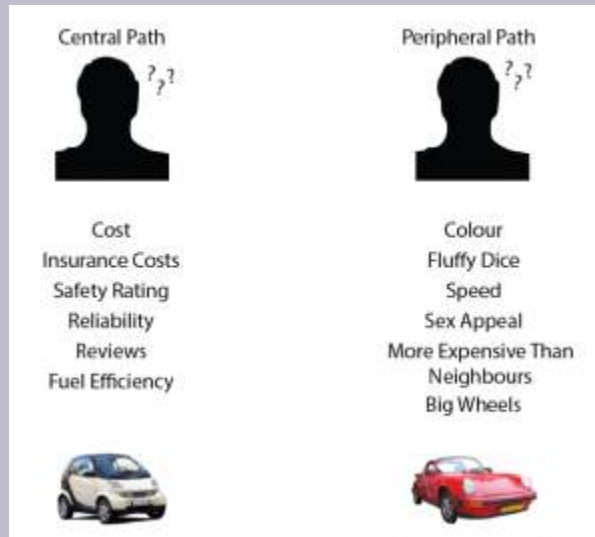 Central Path
???
Cost
Insurance Costs
Safety Rating
Reliability
Reviews
Fuel Efficiency
Peripheral Path
???
Colour
Fluffy Dice
Speed
Sex Appeal
More Expensive Than
Neighbours
Big Wheels